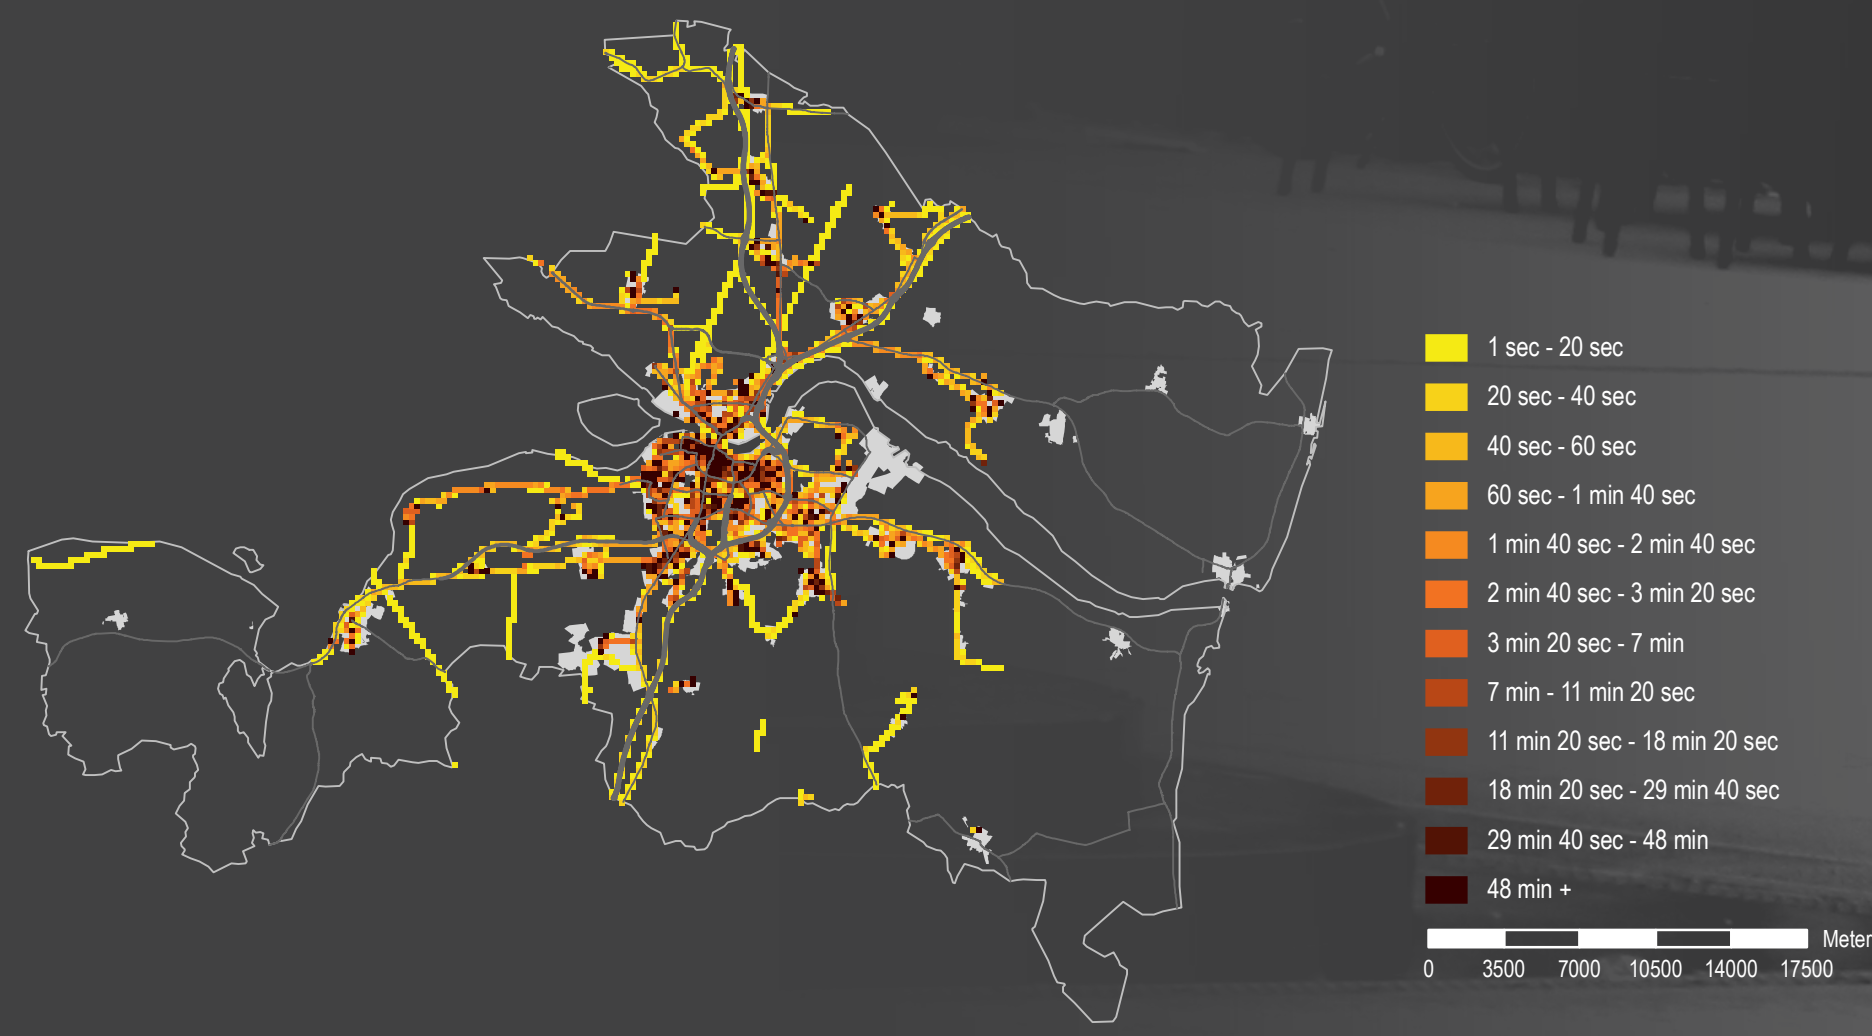 1 sec - 20 sec
20 sec - 40 sec
40 sec - 60 sec
60 sec - 1 min 40 sec
1 min 40 sec - 2 min 40 sec
2 min 40 sec - 3 min 20 sec
3 min 20 sec - 7 min
7 min - 11 min 20 sec
11 min 20 sec - 18 min 20 sec
18 min 20 sec - 29 min 40 sec
29 min 40 sec - 48 min
48 min +
Meter
0 3500 7000 10500 14000 17500